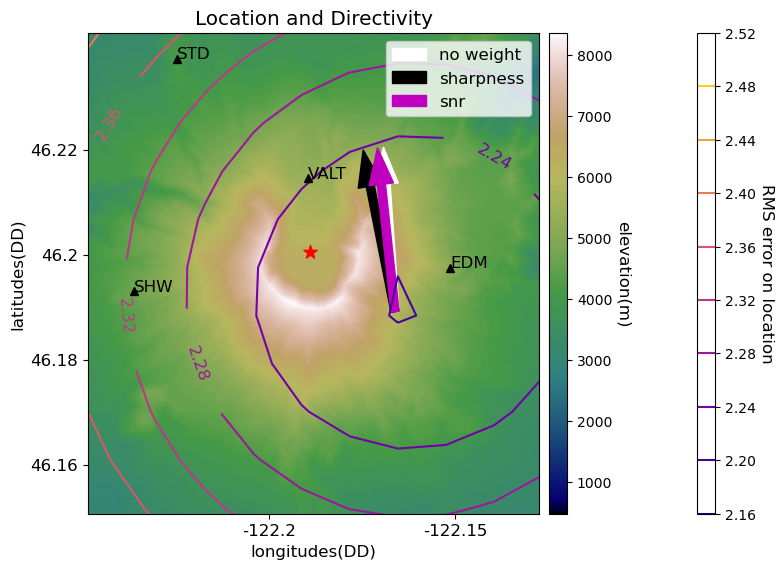 Location and Directivity
no weight
sharpness
snr
STD
VALT
EDM
SHW
2.36
2.24
2.32
2.28
46.22
46.2
46.18
46.16
latitudes(DD)
-122.2
-122.15
longitudes(DD)
8000
7000
6000
5000
4000
3000
2000
1000
elevation(m)
2.52
2.48
2.44
2.40
2.36
2.32
2.28
2.24
2.20
2.16
RMS error on location